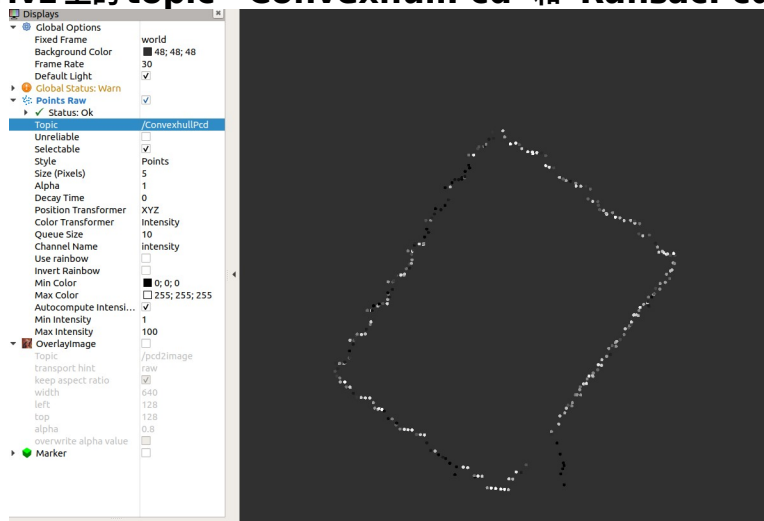 Displays
Global Options
Fixed Frame world
Background Color 48; 48; 48
Frame Rate 30
Default Light
Global Status: Warn
Points Raw
Status: Ok
Topic /ConvexhullPcd
Unreliable
Selectable
Style Points
Size (Pixels) 5
Alpha 1
Decay Time 0
Position Transformer XYZ
Color Transformer Intensity
Queue Size 10
Channel Name intensity
Use rainbow
Invert Rainbow
Min Color 0; 0; 0
Max Color 255; 255; 255
Autocompute Intensi...
Min Intensity 1
Max Intensity 100
OverlayImage
Topic /pcd2image
transport hint raw
keep aspect ratio
width 640
left 128
top 128
alpha 0.8
overwrite alpha value
Marker